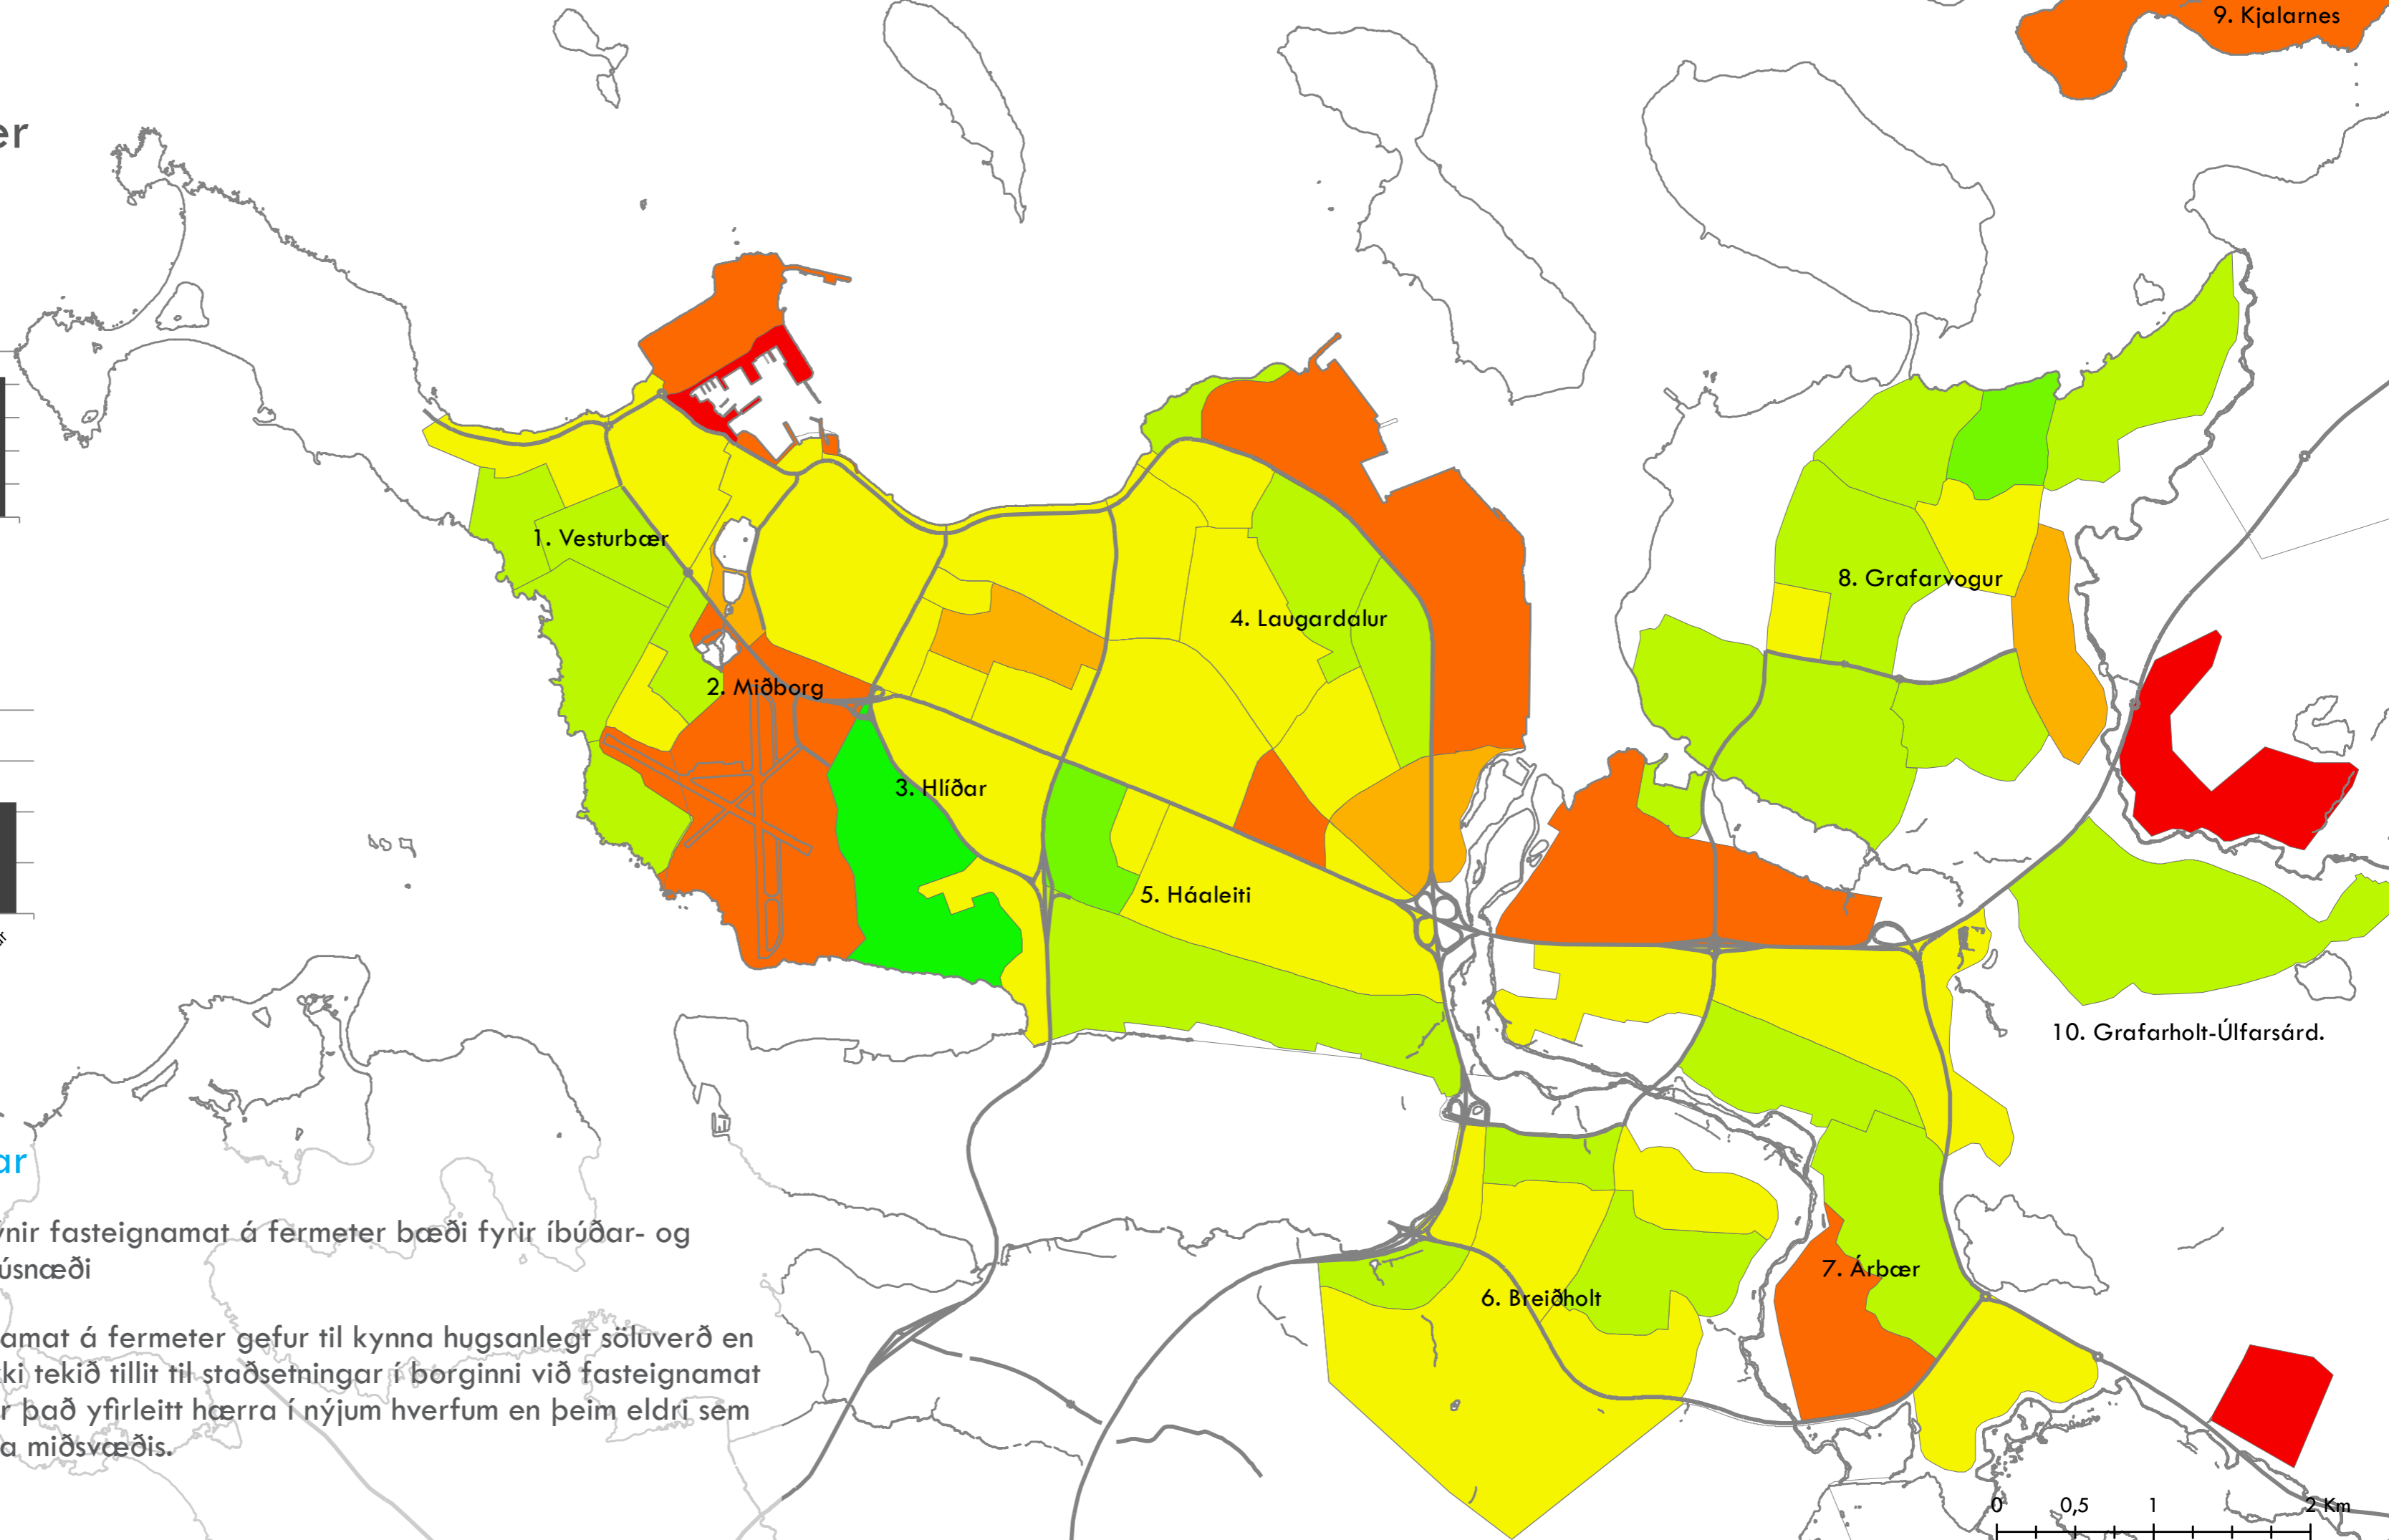 er
9. Kjalarnes
1. Vesturbær
8. Grafarvogur
4. Laugardalur
2. Miðborg
3. Hlíðar
5. Háaleiti
10. Grafarholt-Úlfarsárd.
ar
7. Árbær
6. Breiðholt
ýnir fasteignamat á fermeter bæði fyrir íbúðar- og
úsnæði
amat á fermeter gefur til kynna hugsanlegt söluverð en
ki tekið tillit til staðsetningar í borginni við fasteignamat
r það yfirleitt hærra í nýjum hverfum en þeim eldri sem
a miðsvæðis.
0 0,5 1 2 Km